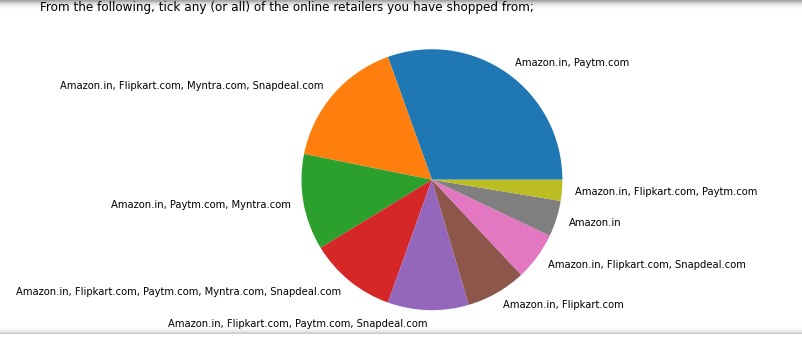 From the following, tick any (or all) of the online retailers you have shopped from;
Amazon.in, Paytm.com
Amazon.in, Flipkart.com, Myntra.com, Snapdeal.com
Amazon.in, Flipkart.com, Paytm.com
Amazon.in, Paytm.com, Myntra.com
Amazon.in
Amazon.in, Flipkart.com, Snapdeal.com
Amazon.in, Flipkart.com, Paytm.com, Myntra.com, Snapdeal.com
Amazon.in, Flipkart.com
Amazon.in, Flipkart.com, Paytm.com, Snapdeal.com